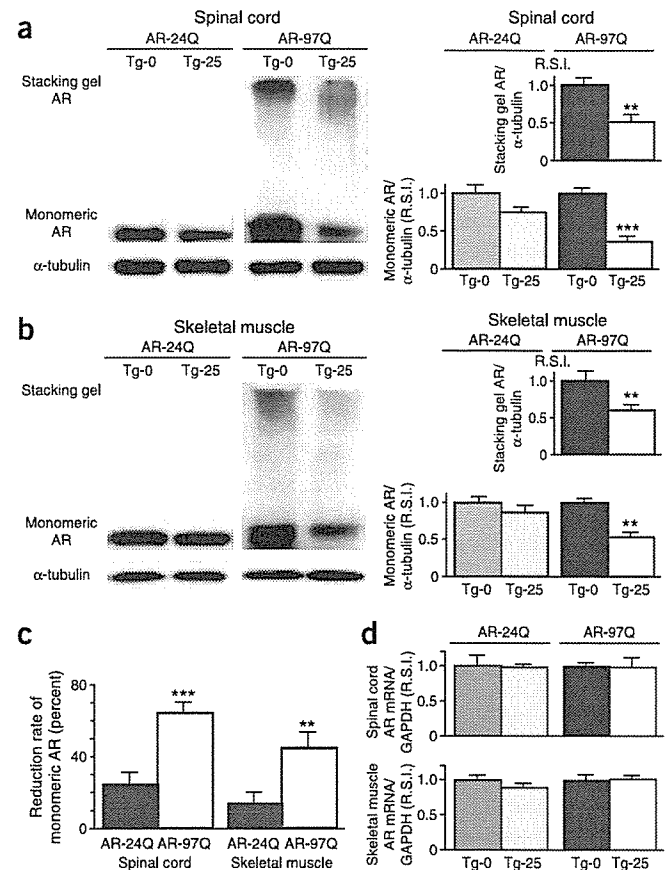 a
Spinal cord
AR-24Q AR-97Q
Tg-0 Tg-25 Tg-0 Tg-25
Stacking gel
AR
Monomeric
AR
α-tubulin
Spinal cord
AR-24Q AR-97Q
R.S.I.
Stacking gel AR/
α-tubulin
1.0
0.5
0
**
Monomeric AR/
α-tubulin (R.S.I.)
1.0
0.5
0
***
Tg-0 Tg-25 Tg-0 Tg-25
b
Skeletal muscle
AR-24Q AR-97Q
Tg-0 Tg-25 Tg-0 Tg-25
Stacking gel
Monomeric
AR
α-tubulin
Skeletal muscle
AR-24Q AR-97Q
R.S.I.
Stacking gel AR/
α-tubulin
1.0
0.5
0
**
Monomeric AR/
α-tubulin (R.S.I.)
1.0
0.5
0
**
Tg-0 Tg-25 Tg-0 Tg-25
c
Reduction rate of
monomeric AR (percent)
80
40
0
***
**
AR-24Q AR-97Q AR-24Q AR-97Q
Spinal cord Skeletal muscle
d
AR-24Q AR-97Q
Spinal cord
AR mRNA/
GAPDH (R.S.I.)
1.0
0.5
0
Skeletal muscle
AR mRNA/
GAPDH (R.S.I.)
1.0
0.5
0
Tg-0 Tg-25 Tg-0 Tg-25